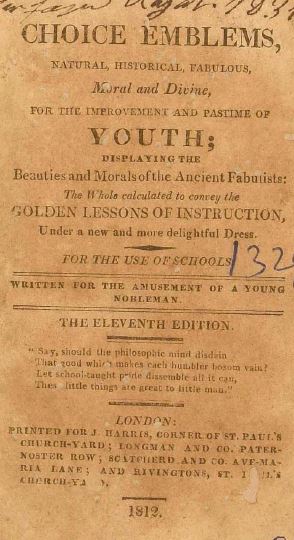 CHOICE EMBLEMS,
NATURAL, HISTORICAL, FABULOUS,
Moral and Divine,
FOR THE IMPROVEMENT AND PASTIME OF
YOUTH;
DISPLAYING THE
Beauties and Morals of the Ancient Fabulists:
The Whole calculated to convey the
GOLDEN LESSONS OF INSTRUCTION,
Under a new and more delightful Dress.
FOR THE USE OF SCHOOLS
132
WRITTEN FOR THE AMUSEMENT OF A YOUNG
NOBLEMAN.
THE ELEVENTH EDITION.
"Say, should the philosophic mind disdain
That good which makes each humbler bosom vain?
Let school-taught pride dissemble all it can,
These little things are great to little man."
LONDON:
PRINTED FOR J. HARRIS, CORNER OF ST. PAUL'S
CHURCH-YARD; LONGMAN AND CO. PATER-
NOSTER ROW; SCATCHERD AND CO. AVE-MA-
RIA LANE; AND RIVINGTONS, ST. PAUL'S
CHURCH-YARD.
1812.